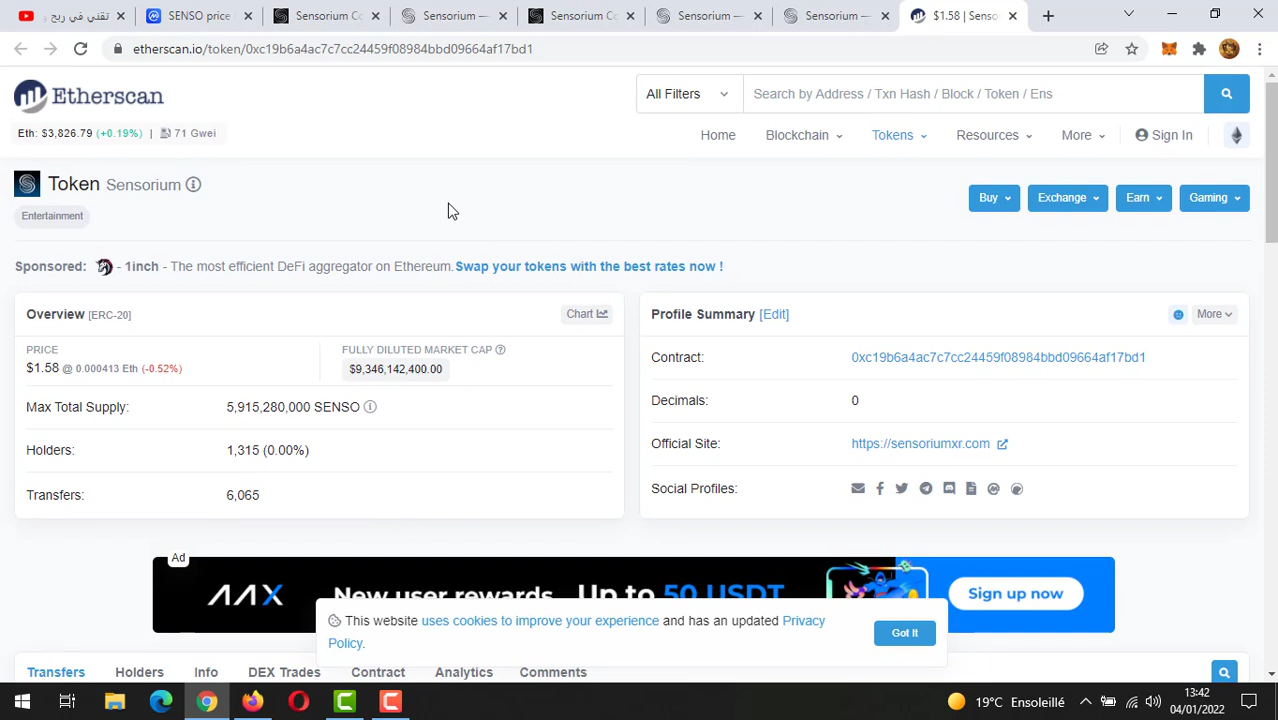 تقني في ربح و
SENSO price
Sensorium Co
Sensorium —
Sensorium Co
Sensorium —
Sensorium —
$1.58 | Senso
etherscan.io/token/0xc19b6a4ac7c7cc24459f08984bbd09664af17bd1
Etherscan
All Filters
Search by Address / Txn Hash / Block / Token / Ens
Eth: $3,826.79 (+0.19%) | 71 Gwei
Home Blockchain Tokens Resources More Sign In
Token Sensorium
Entertainment
Buy Exchange Earn Gaming
Sponsored: - 1inch - The most efficient DeFi aggregator on Ethereum. Swap your tokens with the best rates now !
Overview [ERC-20]
Chart
PRICE
$1.58 @ 0.000413 Eth (-0.52%)
FULLY DILUTED MARKET CAP
$9,346,142,400.00
Max Total Supply: 5,915,280,000 SENSO
Holders: 1,315 (0.00%)
Transfers: 6,065
Profile Summary [Edit]
More
Contract: 0xc19b6a4ac7c7cc24459f08984bbd09664af17bd1
Decimals: 0
Official Site: https://sensoriumxr.com
Social Profiles:
Ad
AAX New user rewards Up to 50 USDT
Sign up now
This website uses cookies to improve your experience and has an updated Privacy
Policy.
Got It
Transfers Holders Info DEX Trades Contract Analytics Comments
19°C Ensoleillé
13:42
04/01/2022